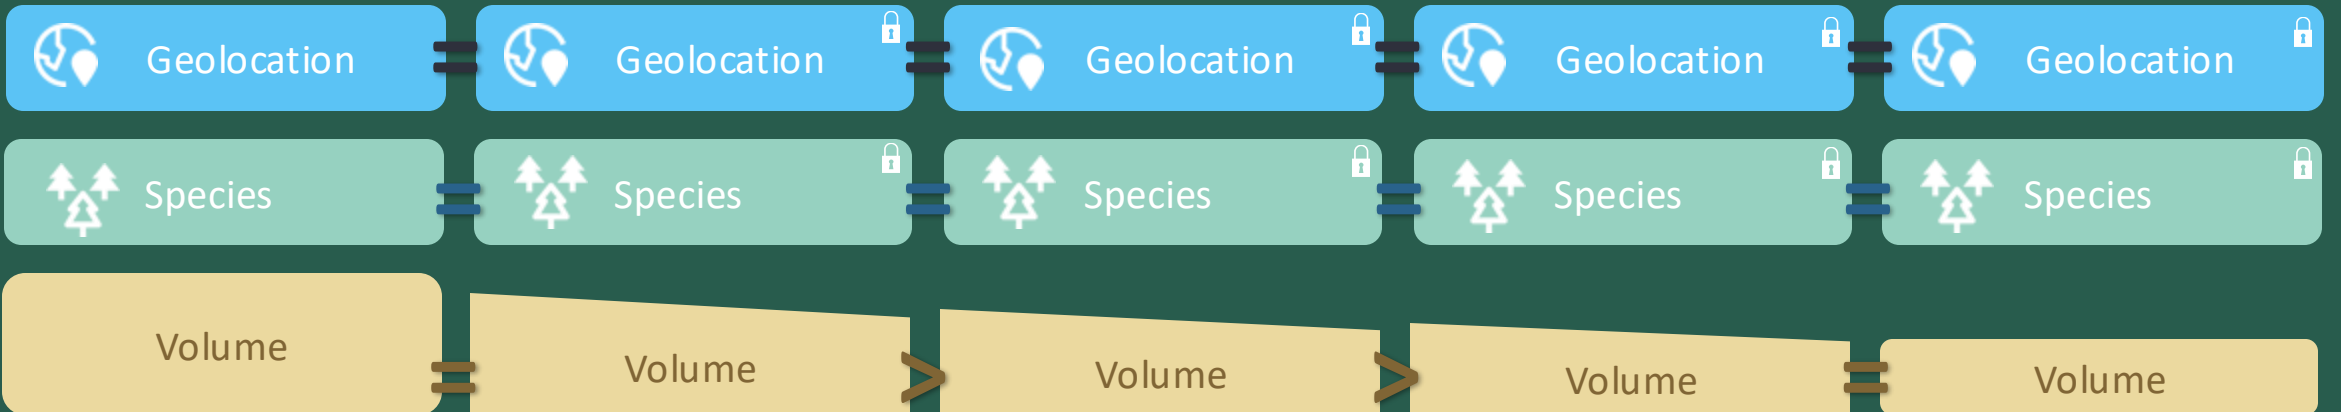 Geolocation = Geolocation = Geolocation = Geolocation = Geolocation
Species = Species = Species = Species = Species
Volume = Volume > Volume > Volume = Volume